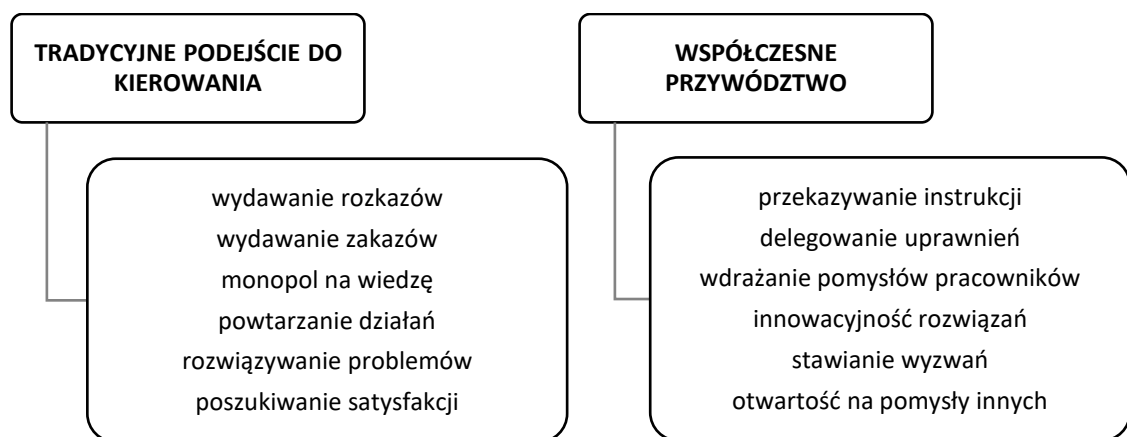 TRADYCYJNE PODEJŚCIE DO
KIEROWANIA
wydawanie rozkazów
wydawanie zakazów
monopol na wiedzę
powtarzanie działań
rozwiązywanie problemów
poszukiwanie satysfakcji
WSPÓŁCZESNE
PRZYWÓDZTWO
przekazywanie instrukcji
delegowanie uprawnień
wdrażanie pomysłów pracowników
innowacyjność rozwiązań
stawianie wyzwań
otwartość na pomysły innych